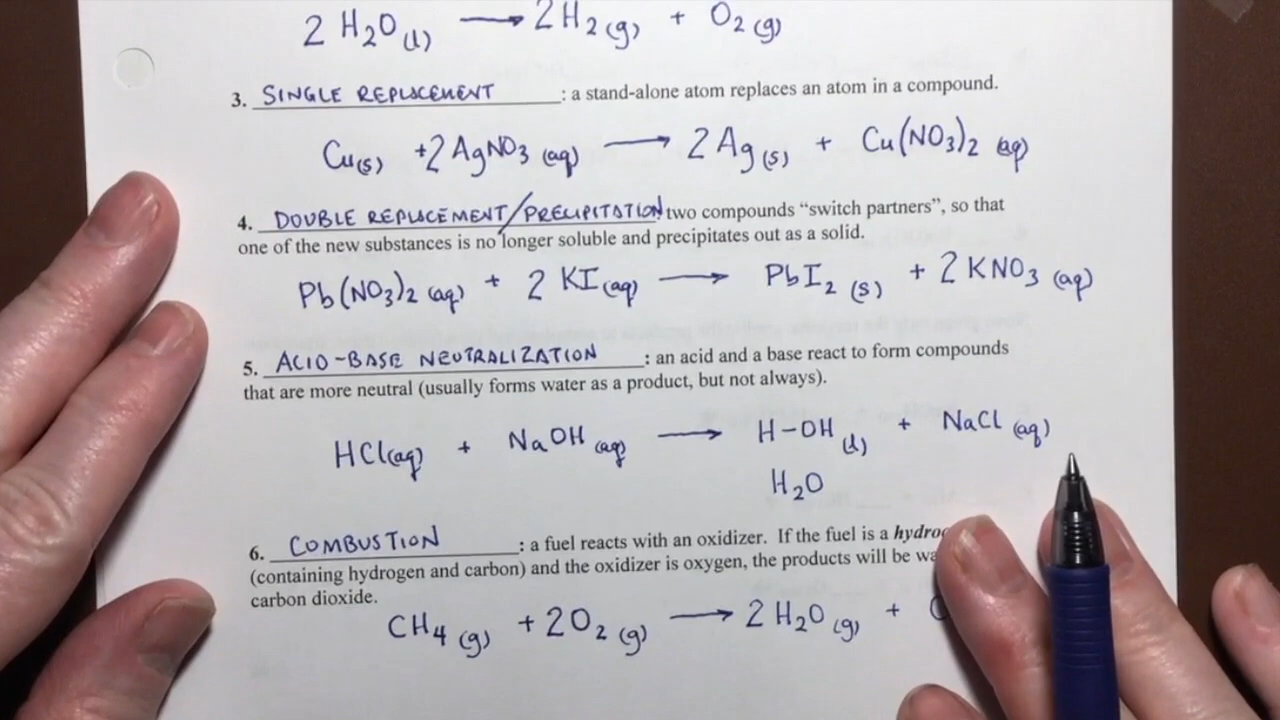 2 H₂O (l) → 2 H₂ (g) + O₂ (g)
3. SINGLE REPLACEMENT : a stand-alone atom replaces an atom in a compound.
Cu(s) + 2 AgNO₃ (aq) → 2 Ag (s) + Cu(NO₃)₂ (aq)
4. DOUBLE REPLACEMENT/PRECIPITATION two compounds “switch partners”, so that
one of the new substances is no longer soluble and precipitates out as a solid.
Pb(NO₃)₂ (aq) + 2 KI (aq) → PbI₂ (s) + 2 KNO₃ (aq)
5. ACID-BASE NEUTRALIZATION : an acid and a base react to form compounds
that are more neutral (usually forms water as a product, but not always).
HCl(aq) + NaOH (aq) → H-OH (l) + NaCl (aq)
H₂O
6. COMBUSTION : a fuel reacts with an oxidizer. If the fuel is a
(containing hydrogen and carbon) and the oxidizer is oxygen, the products will be
carbon dioxide.
CH₄ (g) + 2 O₂ (g) → 2 H₂O (g) +